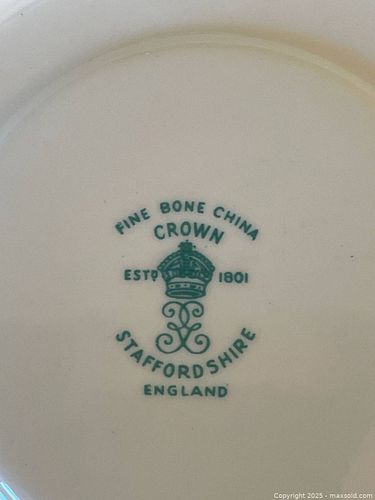 FINE BONE CHINA
CROWN
ESTD 1801
STAFFORDSHIRE
ENGLAND
Copyright 2025 - maxsold.com